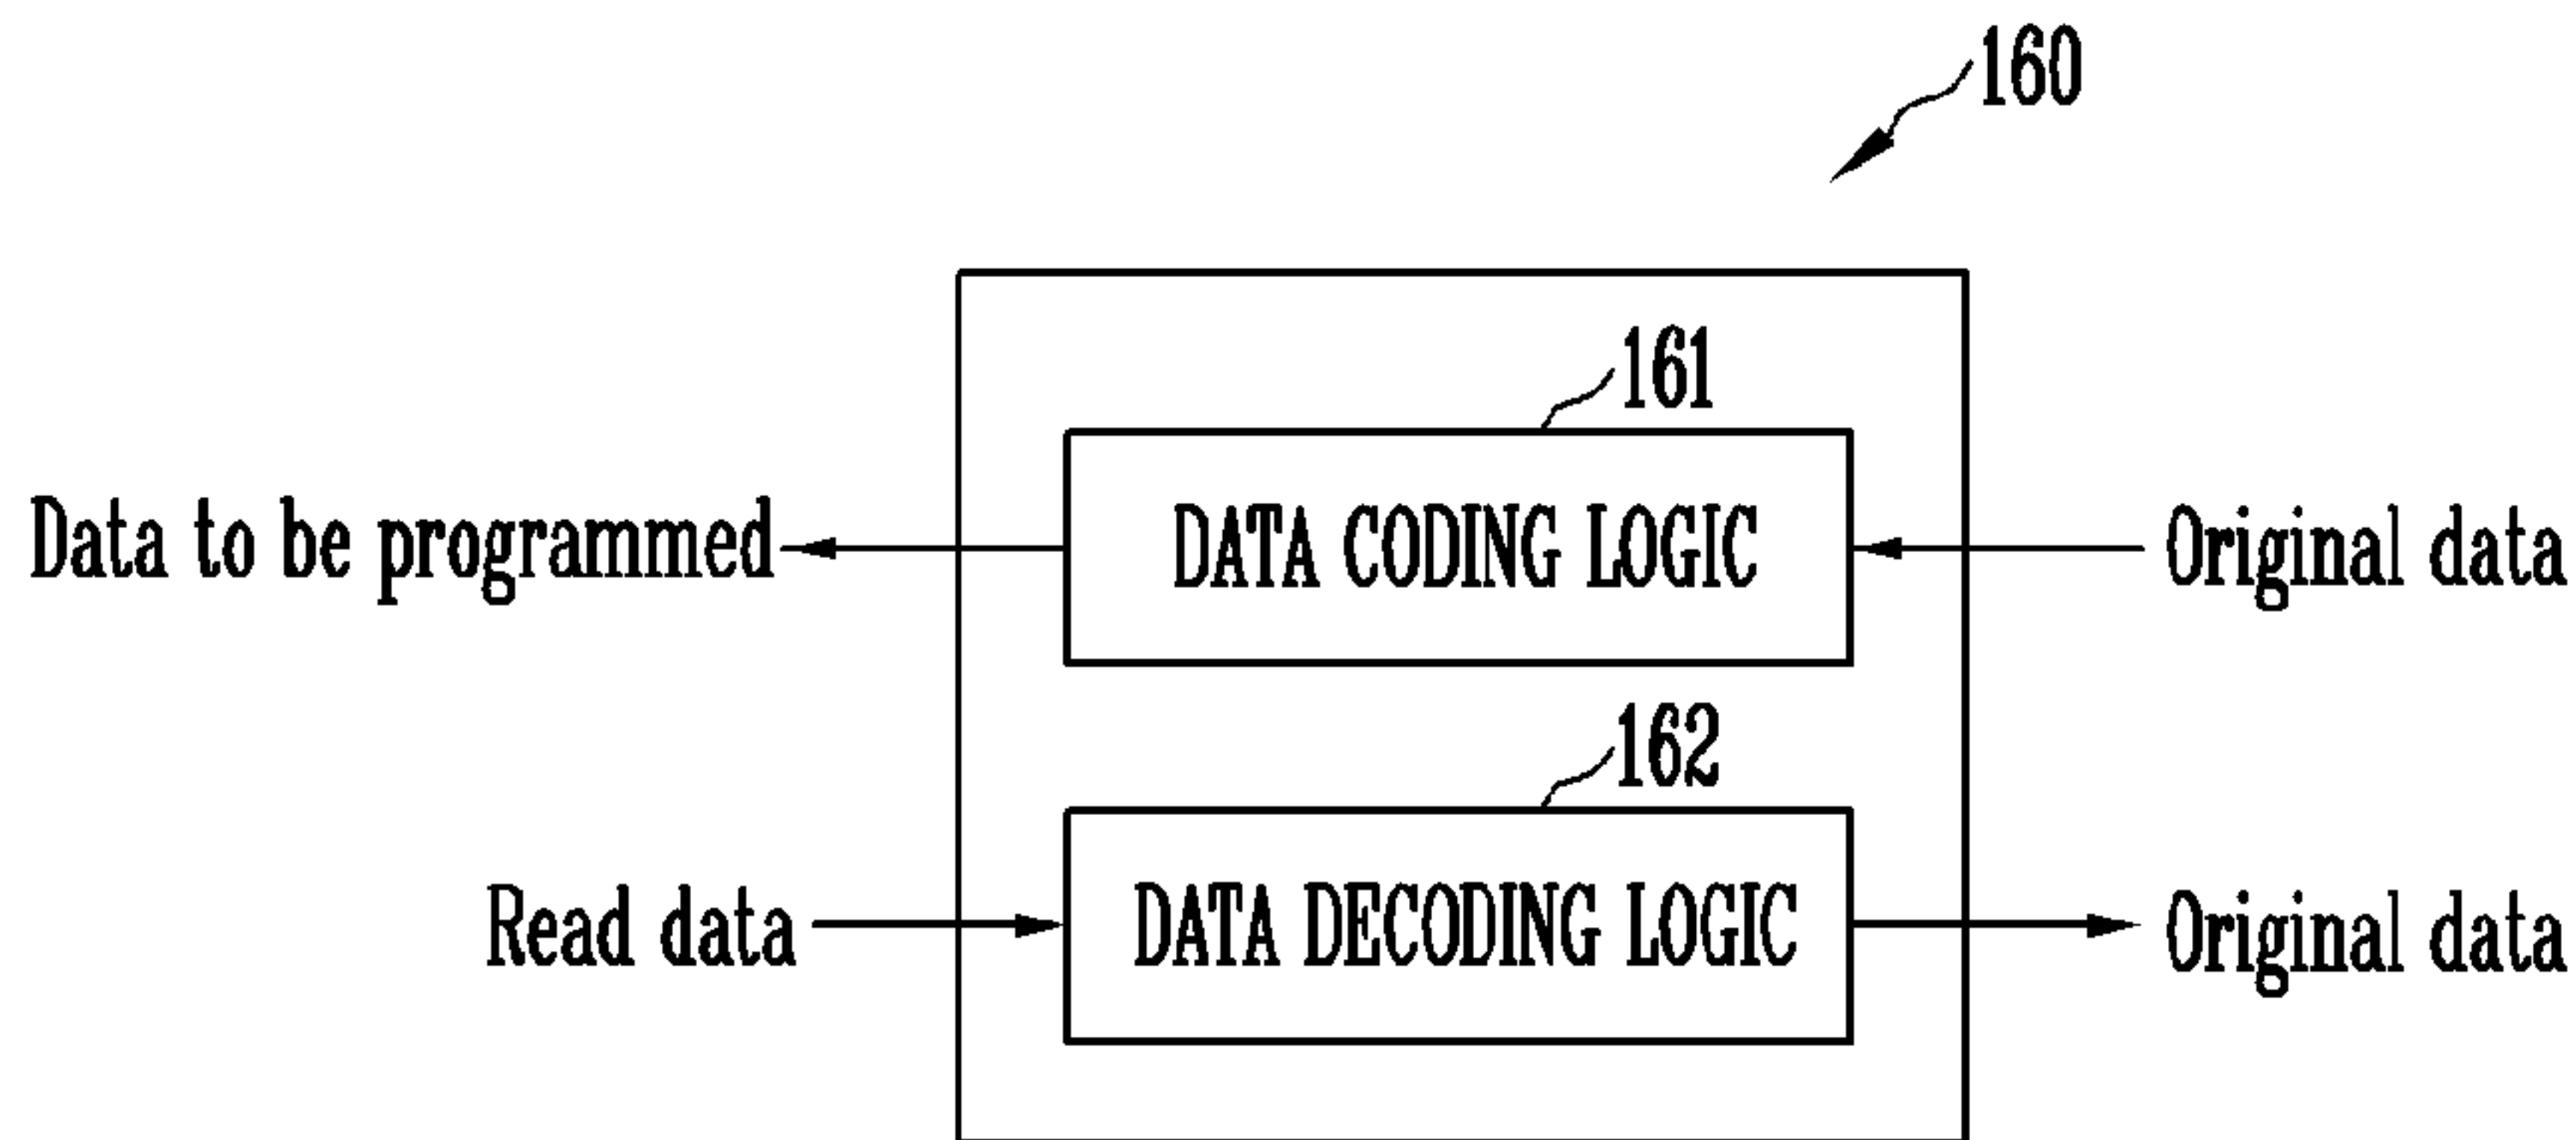 160
161
Data to be programmed
DATA CODING LOGIC
Original data
162
Read data
DATA DECODING LOGIC
Original data